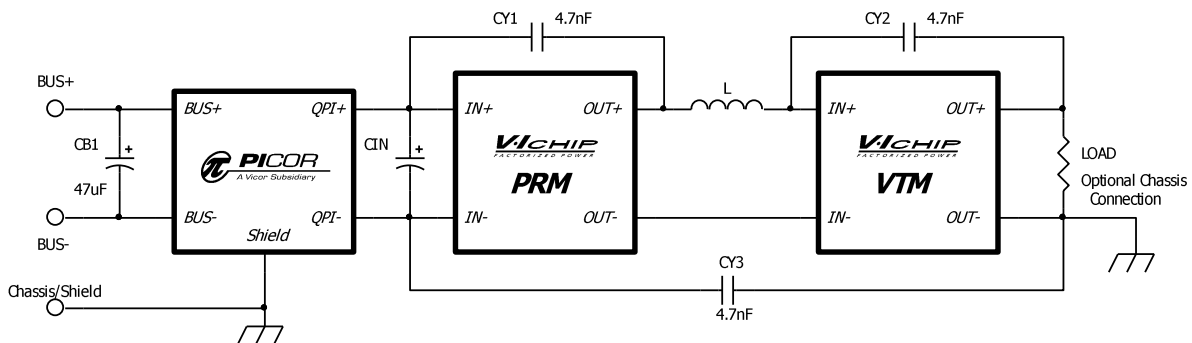 CY1
4.7nF
CY2
4.7nF
BUS+
BUS+
QPI+
IN+
OUT+
L
IN+
OUT+
CB1
+
47uF
π PICOR
A Vicor Subsidiary
CIN
+
V·I CHIP
FACTORIZED POWER
PRM
V·I CHIP
FACTORIZED POWER
VTM
LOAD
Optional Chassis
Connection
BUS-
BUS-
QPI-
IN-
OUT-
IN-
OUT-
Shield
CY3
4.7nF
Chassis/Shield